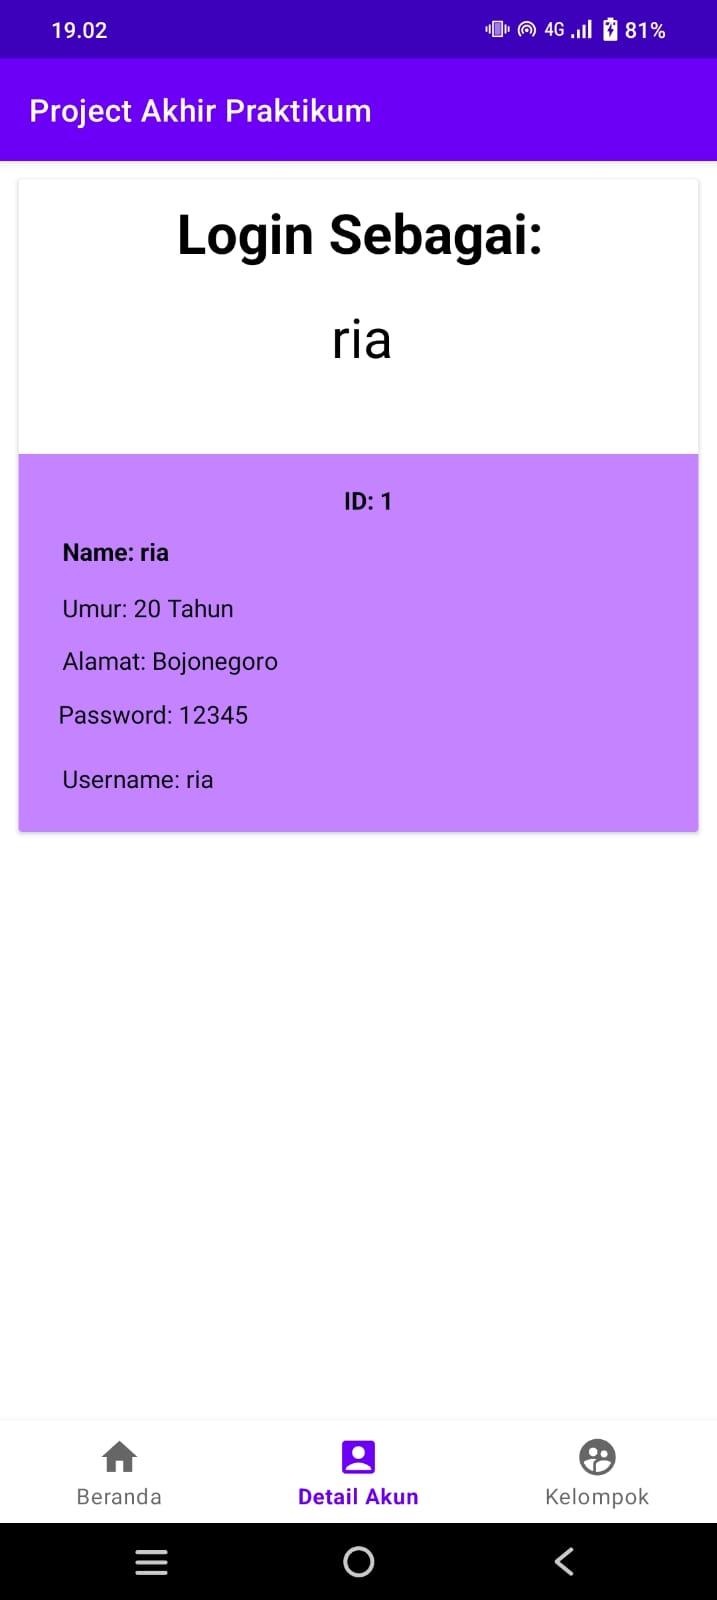 19.02
4G 81%
Project Akhir Praktikum
Login Sebagai:
ria
ID: 1
Name: ria
Umur: 20 Tahun
Alamat: Bojonegoro
Password: 12345
Username: ria
Beranda
Detail Akun
Kelompok